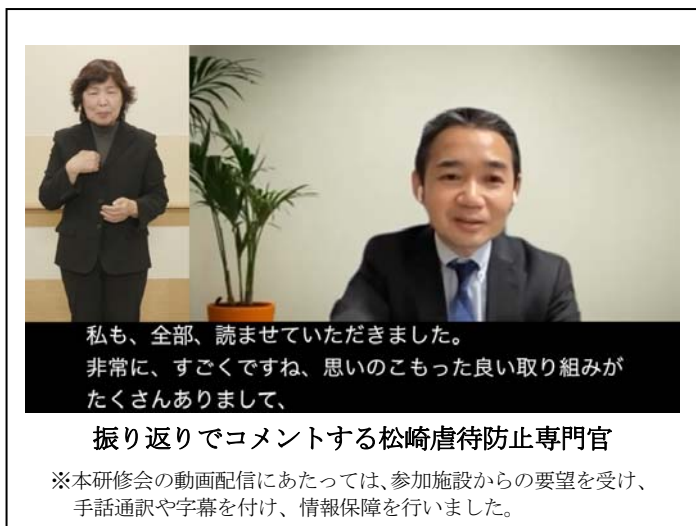 私も、全部、読ませていただきました。
非常に、すごくですね、思いのこもった良い取り組みが
たくさんありまして、
振り返りでコメントする松崎虐待防止専門官
※本研修会の動画配信にあたっては、参加施設からの要望を受け、
手話通訳や字幕を付け、情報保障を行いました。